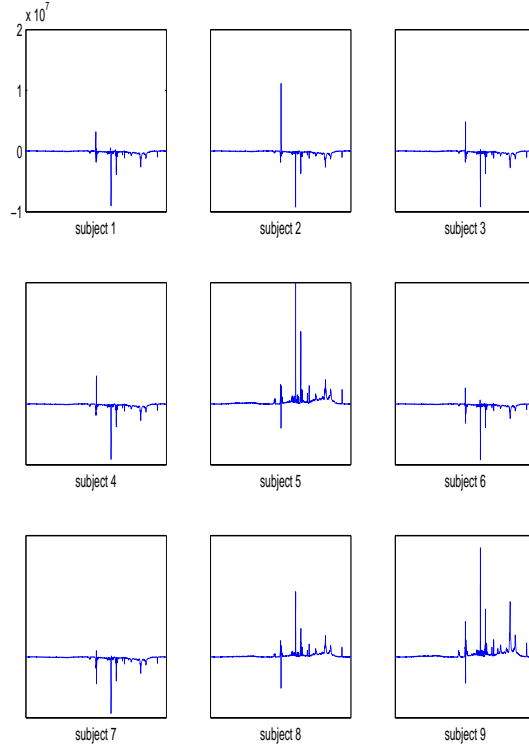 x 10^7
2
1
0
−1
subject 1
subject 2
subject 3
subject 4
subject 5
subject 6
subject 7
subject 8
subject 9